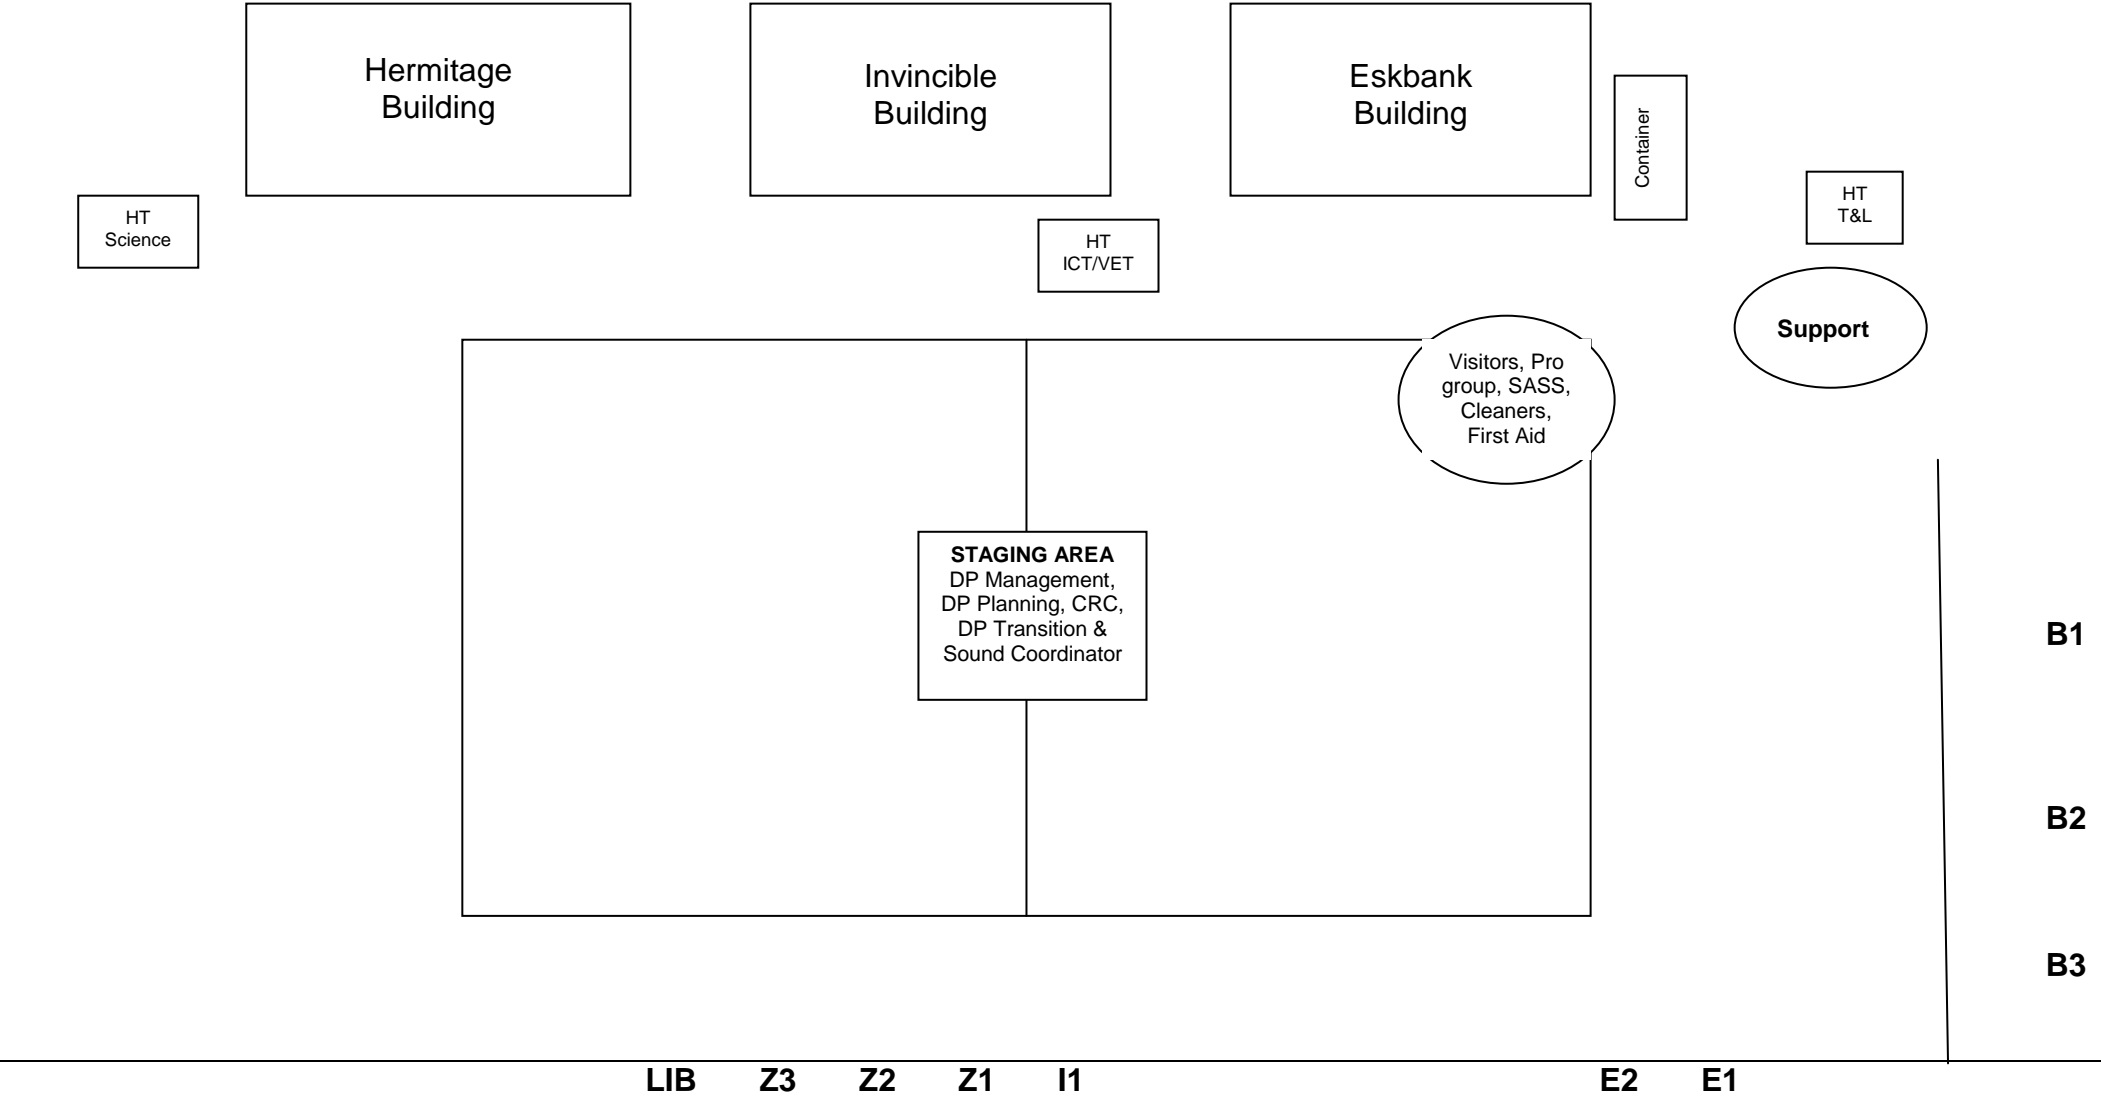 Hermitage
Building
Invincible
Building
Eskbank
Building
Container
HT
Science
HT
ICT/VET
HT
T&L
Support
Visitors, Pro
group, SASS,
Cleaners,
First Aid
STAGING AREA
DP Management,
DP Planning, CRC,
DP Transition &
Sound Coordinator
B1
B2
B3
LIB Z3 Z2 Z1 I1 E2 E1